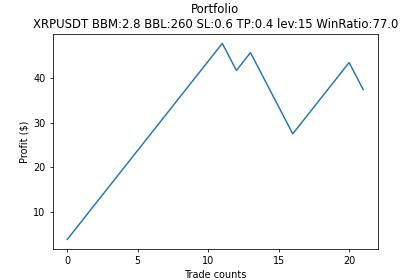 Portfolio
XRPUSDT BBM:2.8 BBL:260 SL:0.6 TP:0.4 lev:15 WinRatio:77.0
Profit ($)
40
30
20
10
0 5 10 15 20
Trade counts